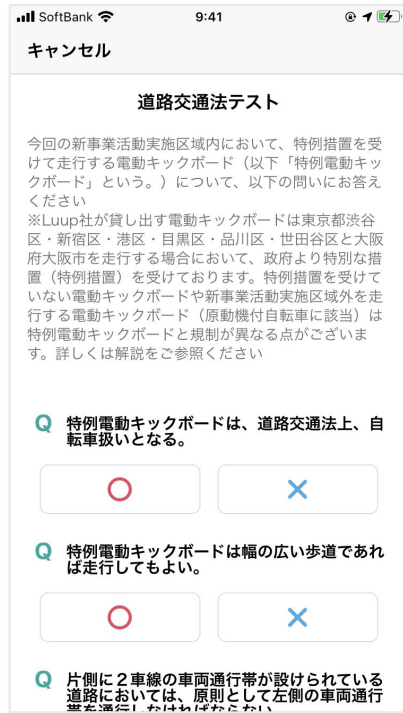 SoftBank 9:41
キャンセル
道路交通法テスト
今回の新事業活動実施区域内において、特例措置を受
けて走行する電動キックボード（以下「特例電動キッ
クボード」という。）について、以下の問いにお答え
ください
※Luup社が貸し出す電動キックボードは東京都渋谷
区・新宿区・港区・目黒区・品川区・世田谷区と大阪
府大阪市を走行する場合において、政府より特別な措
置（特例措置）を受けております。特例措置を受けて
いない電動キックボードや新事業活動実施区域外を走
行する電動キックボード（原動機付自転車に該当）は
特例電動キックボードと規制が異なる点がございま
す。詳しくは解説をご参照ください
Q 特例電動キックボードは、道路交通法上、自
転車扱いとなる。
Q 特例電動キックボードは幅の広い歩道であれ
ば走行してもよい。
Q 片側に２車線の車両通行帯が設けられている
道路においては、原則として左側の車両通行
帯を通行しなければならない